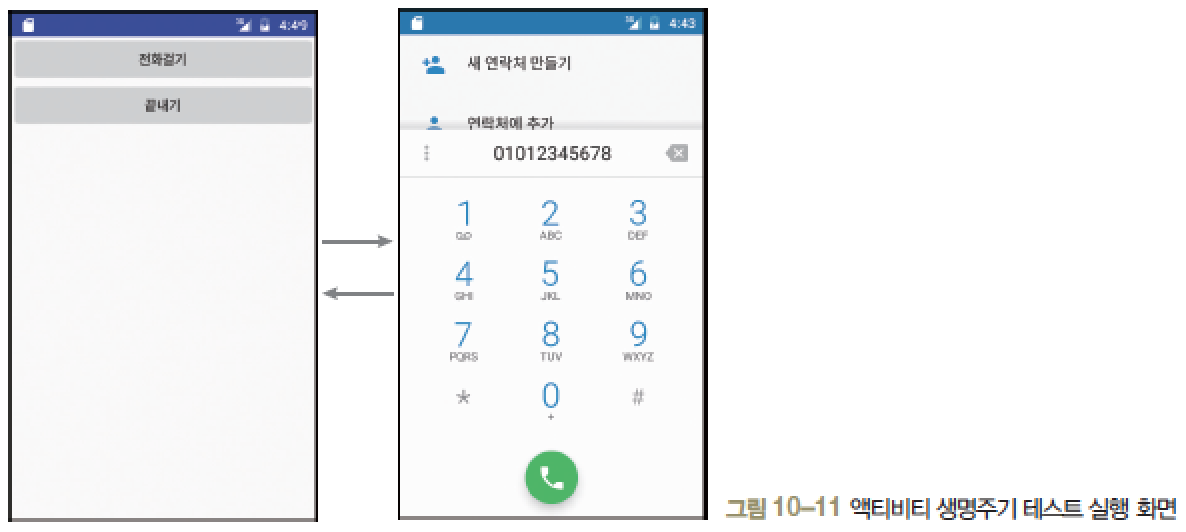 4:49
전화걸기
끝내기
4:43
새 연락처 만들기
연락처에 추가
01012345678
1 2 3
ABC DEF
4 5 6
GHI JKL MNO
7 8 9
PQRS TUV WXYZ
* 0 #
+
그림 10-11 액티비티 생명주기 테스트 실행 화면